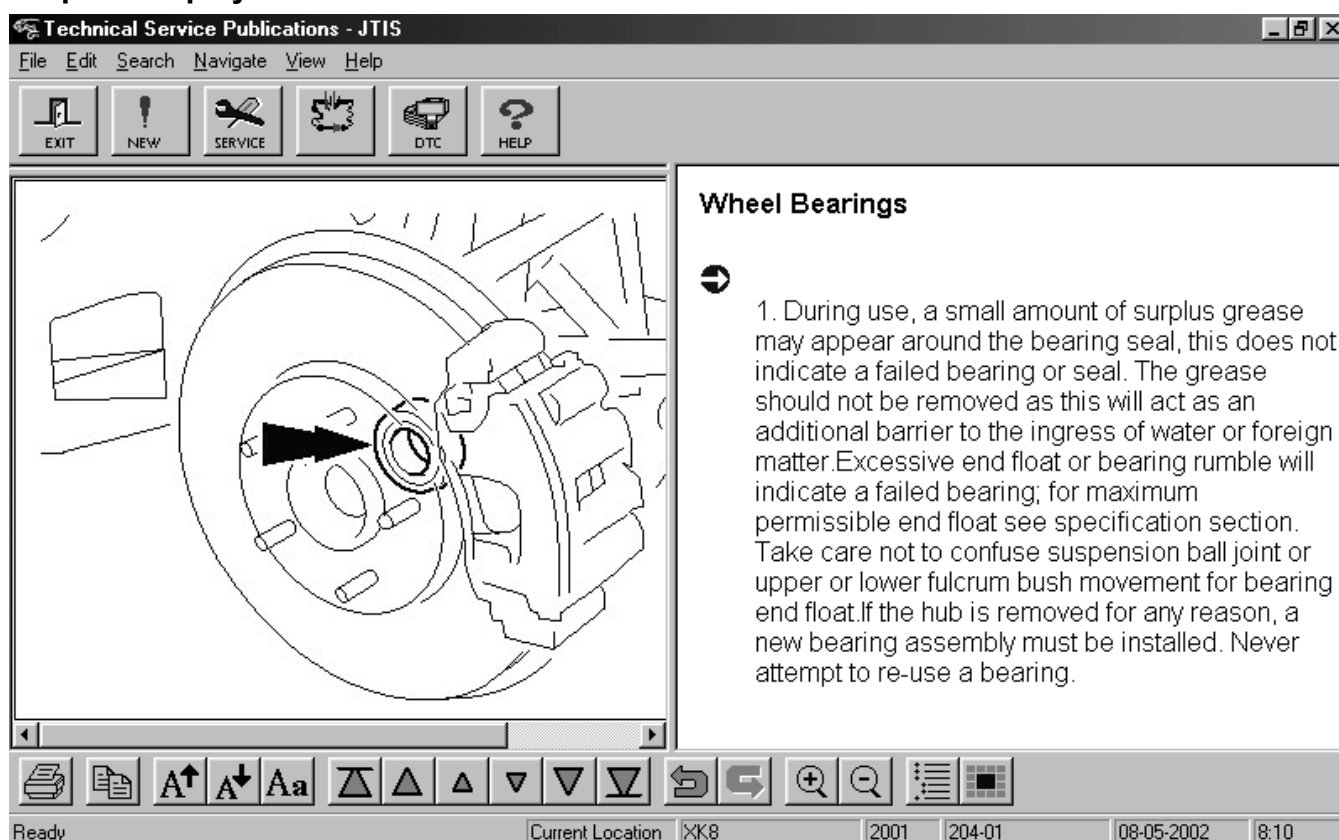 Technical Service Publications - JTIS
File Edit Search Navigate View Help
EXIT NEW SERVICE DTC HELP
Wheel Bearings
1. During use, a small amount of surplus grease
may appear around the bearing seal, this does not
indicate a failed bearing or seal. The grease
should not be removed as this will act as an
additional barrier to the ingress of water or foreign
matter.Excessive end float or bearing rumble will
indicate a failed bearing; for maximum
permissible end float see specification section.
Take care not to confuse suspension ball joint or
upper or lower fulcrum bush movement for bearing
end float.If the hub is removed for any reason, a
new bearing assembly must be installed. Never
attempt to re-use a bearing.
A A Aa
Ready Current Location XK8 2001 204-01 08-05-2002 8:10